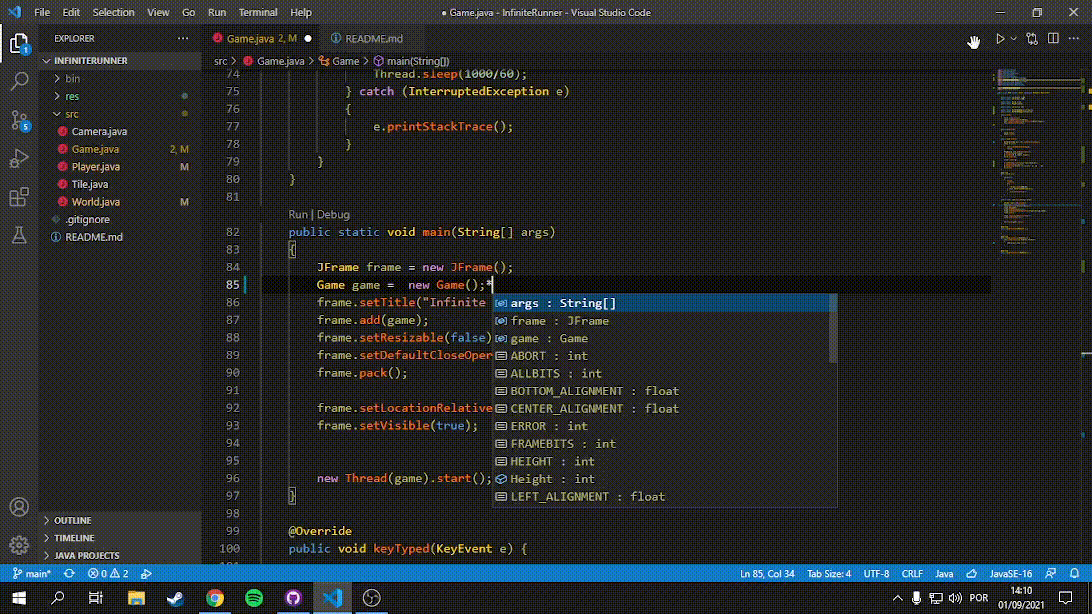 File Edit Selection View Go Run Terminal Help
● Game.java - InfiniteRunner - Visual Studio Code
EXPLORER
Game.java 2, M
README.md
INFINITERUNNER
src > Game.java > Game > main(String[])
bin
res
src
Camera.java
Game.java 2, M
Player.java M
Tile.java
World.java M
.gitignore
README.md
74 Thread.sleep(1000/60);
75 } catch (InterruptedException e)
76 {
77 e.printStackTrace();
78 }
79 }
80 }
81
Run | Debug
82 public static void main(String[] args)
83 {
84 JFrame frame = new JFrame();
85 Game game =  new Game();*
86 frame.setTitle("Infinite
87 frame.add(game);
88 frame.setResizable(false)
89 frame.setDefaultCloseOper
90 frame.pack();
91
92 frame.setLocationRelative
93 frame.setVisible(true);
94
95
96 new Thread(game).start();
97 }
98
99 @Override
100 public void keyTyped(KeyEvent e) {
args : String[]
frame : JFrame
game : Game
ABORT : int
ALLBITS : int
BOTTOM_ALIGNMENT : float
CENTER_ALIGNMENT : float
ERROR : int
FRAMEBITS : int
HEIGHT : int
Height : int
LEFT_ALIGNMENT : float
1
5
OUTLINE
TIMELINE
JAVA PROJECTS
main* 0 2
Ln 85, Col 34 Tab Size: 4 UTF-8 CRLF Java JavaSE-16
POR
14:10
01/09/2021